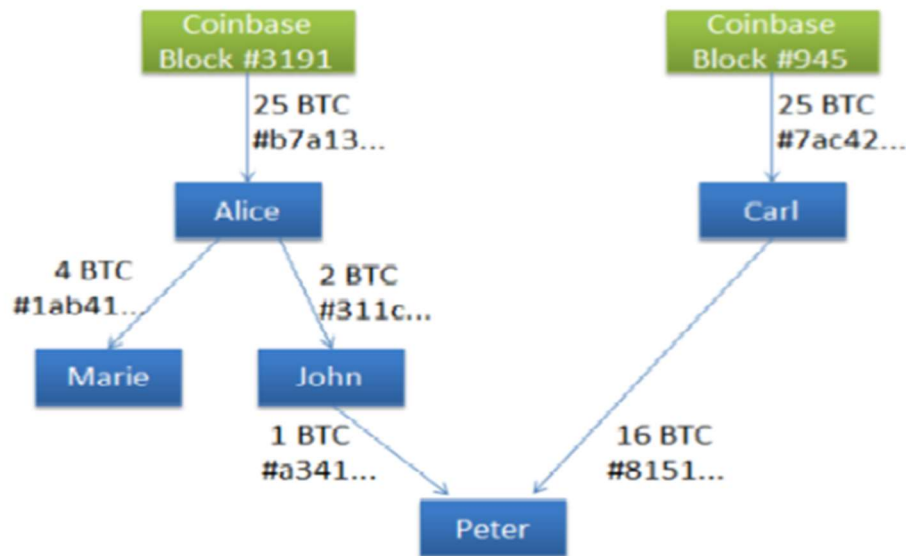 Coinbase
Block #3191
Coinbase
Block #945
25 BTC
#b7a13...
25 BTC
#7ac42...
Alice
Carl
4 BTC
#1ab41...
2 BTC
#311c...
Marie
John
1 BTC
#a341...
16 BTC
#8151...
Peter